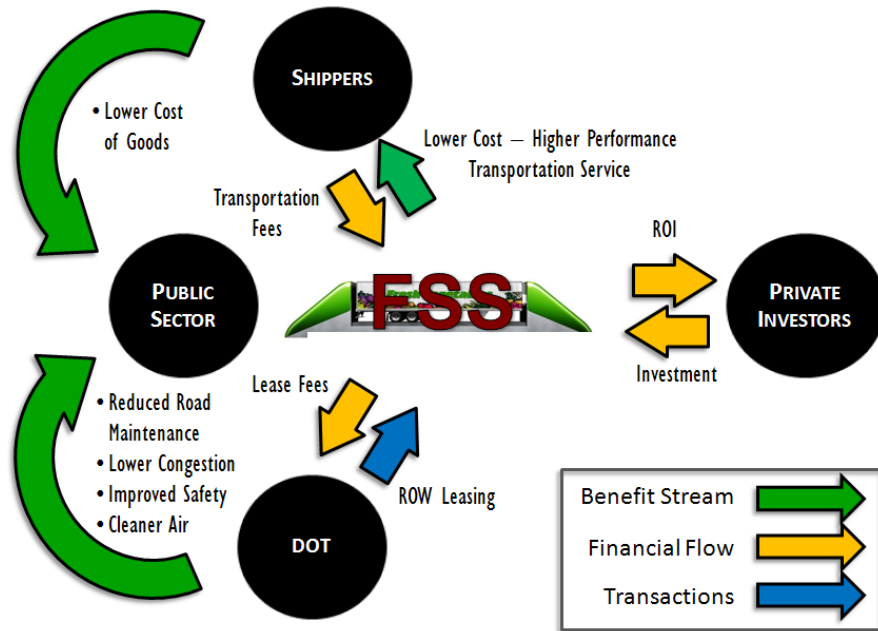 SHIPPERS
• Lower Cost
of Goods
Lower Cost – Higher Performance
Transportation Service
Transportation
Fees
ROI
PUBLIC
SECTOR
FSS
PRIVATE
INVESTORS
Investment
Lease Fees
• Reduced Road
Maintenance
• Lower Congestion
• Improved Safety
• Cleaner Air
ROW Leasing
DOT
Benefit Stream
Financial Flow
Transactions